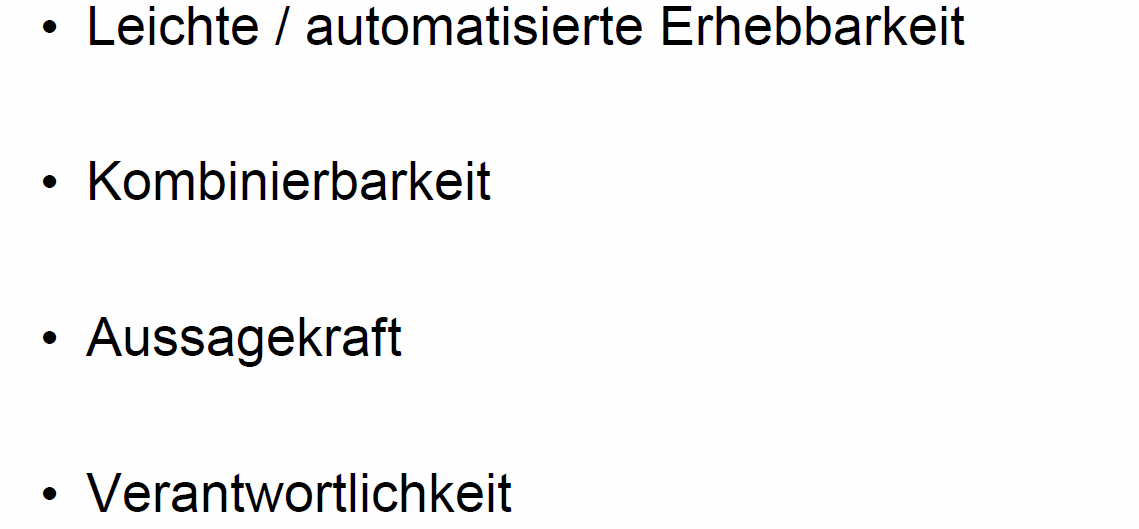 • Leichte / automatisierte Erhebbarkeit
• Kombinierbarkeit
• Aussagekraft
• Verantwortlichkeit